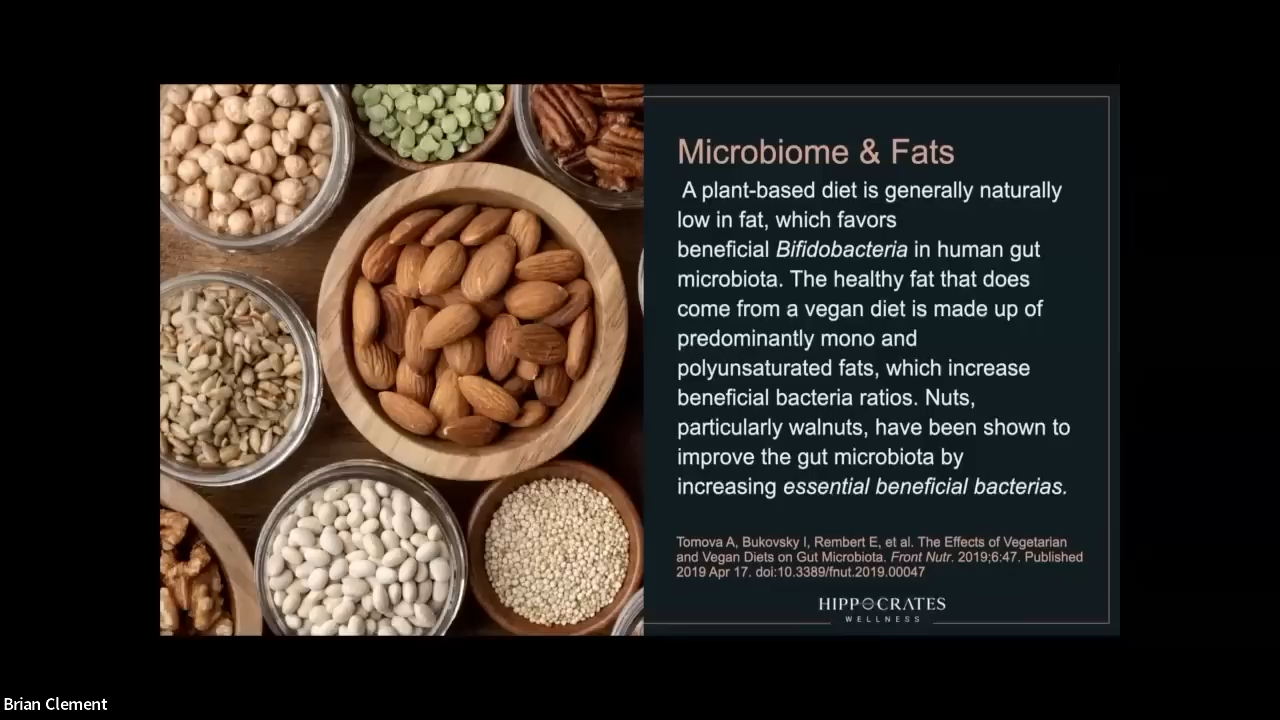 Microbiome & Fats
A plant-based diet is generally naturally
low in fat, which favors
beneficial Bifidobacteria in human gut
microbiota. The healthy fat that does
come from a vegan diet is made up of
predominantly mono and
polyunsaturated fats, which increase
beneficial bacteria ratios. Nuts,
particularly walnuts, have been shown to
improve the gut microbiota by
increasing essential beneficial bacterias.
Tomova A, Bukovsky I, Rembert E, et al. The Effects of Vegetarian
and Vegan Diets on Gut Microbiota. Front Nutr. 2019;6:47. Published
2019 Apr 17. doi:10.3389/fnut.2019.00047
HIPPOCRATES
WELLNESS
Brian Clement